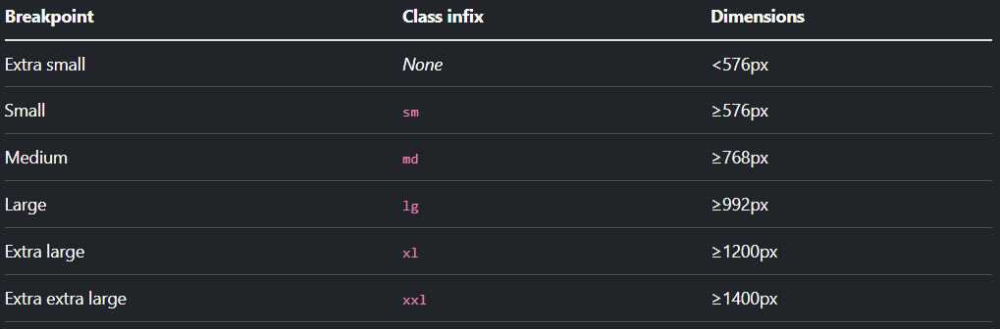 Breakpoint Class infix Dimensions
Extra small None <576px
Small sm ≥576px
Medium md ≥768px
Large lg ≥992px
Extra large xl ≥1200px
Extra extra large xxl ≥1400px